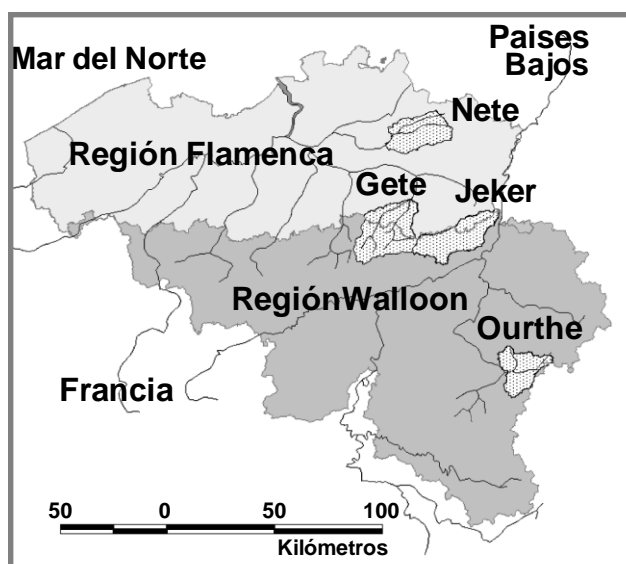 Paises
Bajos
Mar del Norte
Nete
Región Flamenca
Gete
Jeker
RegiónWalloon
Ourthe
Francia
50 0 50 100
Kilómetros